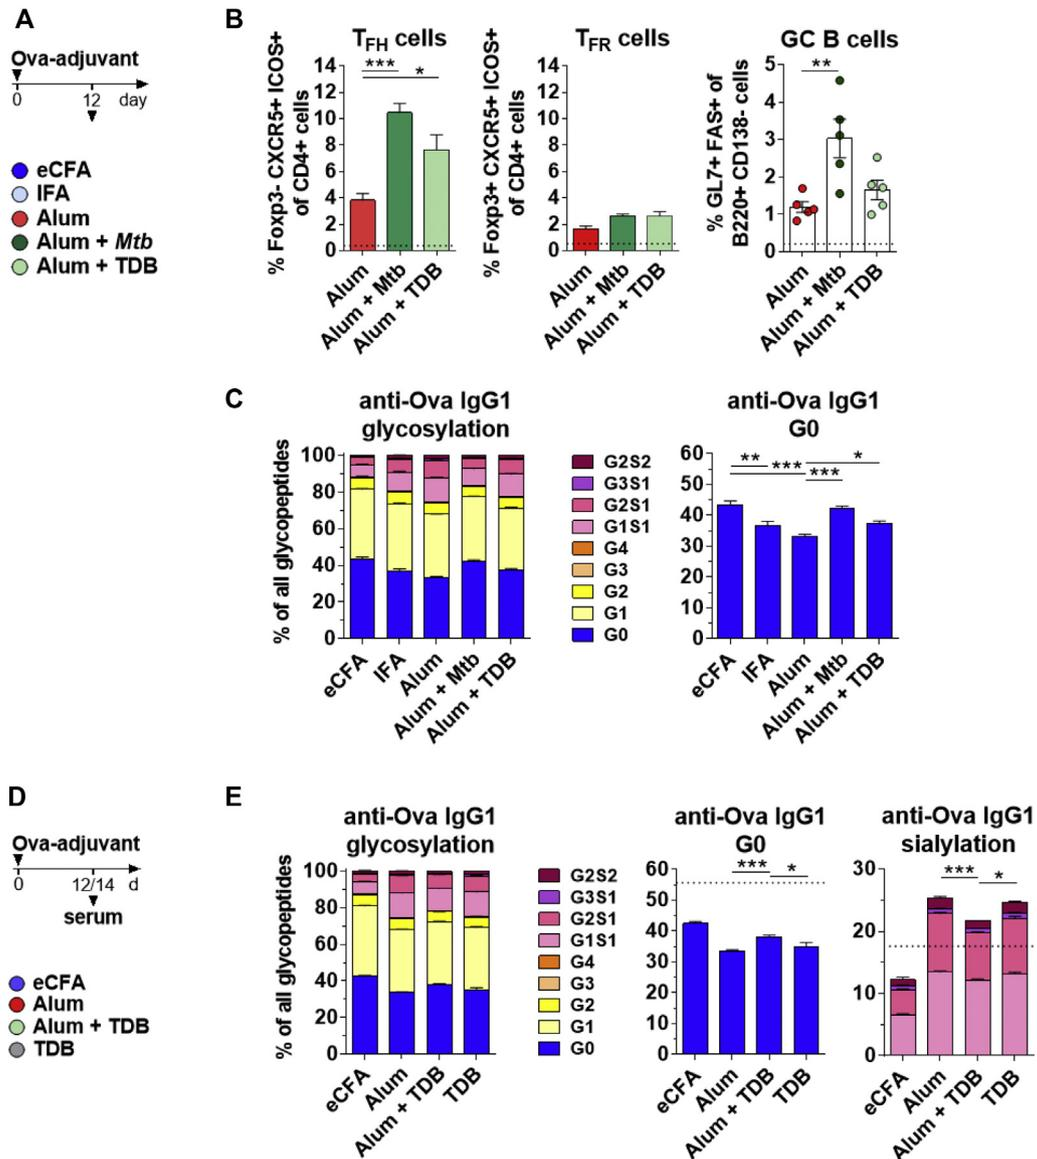 A
Ova-adjuvant
0 12 day
eCFA
IFA
Alum
Alum + Mtb
Alum + TDB
B
TFH cells
% Foxp3- CXCR5+ ICOS+
of CD4+ cells
14
12
10
8
6
4
2
0
***
*
Alum
Alum + Mtb
Alum + TDB
TFR cells
% Foxp3+ CXCR5+ ICOS+
of CD4+ cells
14
12
10
8
6
4
2
0
Alum
Alum + Mtb
Alum + TDB
GC B cells
% GL7+ FAS+ of
B220+ CD138- cells
5
4
3
2
1
0
**
Alum
Alum + Mtb
Alum + TDB
C
anti-Ova IgG1
glycosylation
% of all glycopeptides
100
80
60
40
20
0
eCFA
IFA
Alum
Alum + Mtb
Alum + TDB
G2S2
G3S1
G2S1
G1S1
G4
G3
G2
G1
G0
anti-Ova IgG1
G0
60
50
40
30
20
10
0
** *** *** *
eCFA
IFA
Alum
Alum + Mtb
Alum + TDB
D
Ova-adjuvant
0 12/14 d
serum
eCFA
Alum
Alum + TDB
TDB
E
anti-Ova IgG1
glycosylation
% of all glycopeptides
100
80
60
40
20
0
eCFA
Alum
Alum + TDB
TDB
G2S2
G3S1
G2S1
G1S1
G4
G3
G2
G1
G0
anti-Ova IgG1
G0
60
50
40
30
20
10
0
*** *
eCFA
Alum
Alum + TDB
TDB
anti-Ova IgG1
sialylation
30
20
10
0
*** *
eCFA
Alum
Alum + TDB
TDB